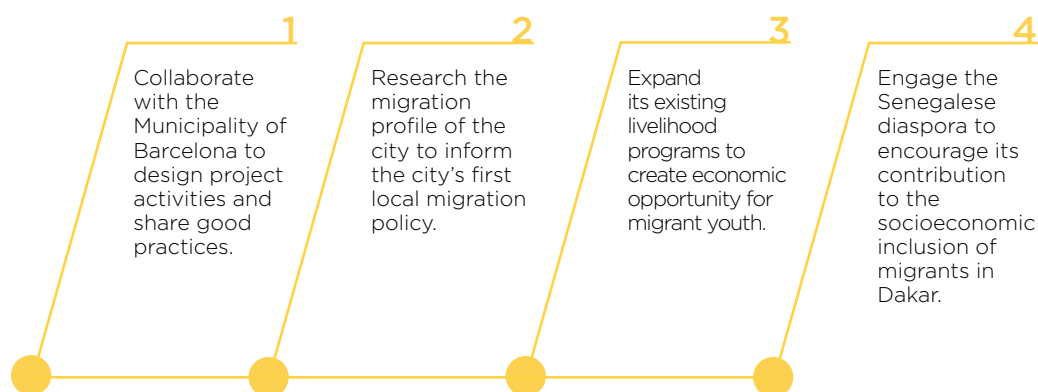 1
Collaborate
with the
Municipality of
Barcelona to
design project
activities and
share good
practices.
2
Research the
migration
profile of the
city to inform
the city's first
local migration
policy.
3
Expand
its existing
livelihood
programs to
create economic
opportunity for
migrant youth.
4
Engage the
Senegalese
diaspora to
encourage its
contribution
to the
socioeconomic
inclusion of
migrants in
Dakar.